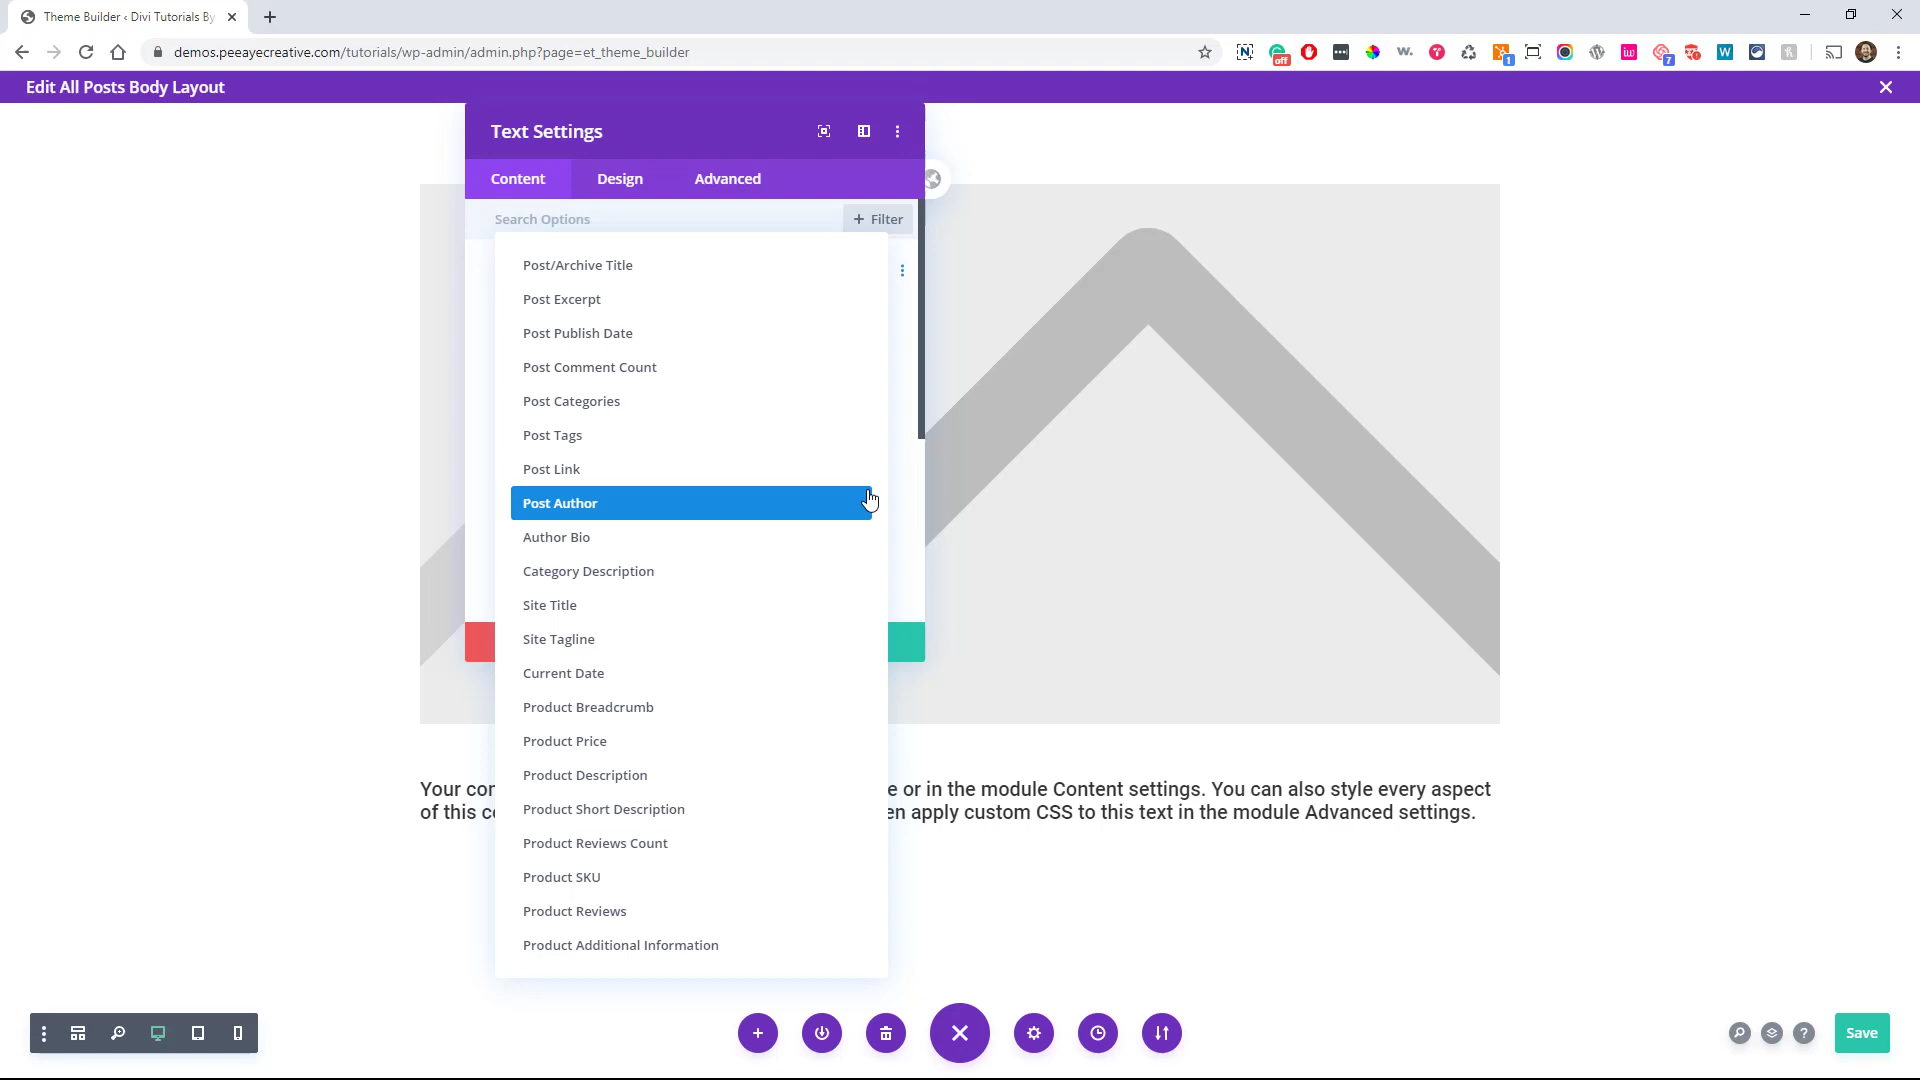 Theme Builder ‹ Divi Tutorials By
demos.peeayecreative.com/tutorials/wp-admin/admin.php?page=et_theme_builder
off
1
7
Edit All Posts Body Layout
Text Settings
Content
Design
Advanced
Search Options
+ Filter
Post/Archive Title
Post Excerpt
Post Publish Date
Post Comment Count
Post Categories
Post Tags
Post Link
Post Author
Author Bio
Category Description
Site Title
Site Tagline
Current Date
Product Breadcrumb
Product Price
Product Description
Product Short Description
Product Reviews Count
Product SKU
Product Reviews
Product Additional Information
Your con e or in the module Content settings. You can also style every aspect
of this c en apply custom CSS to this text in the module Advanced settings.
Save